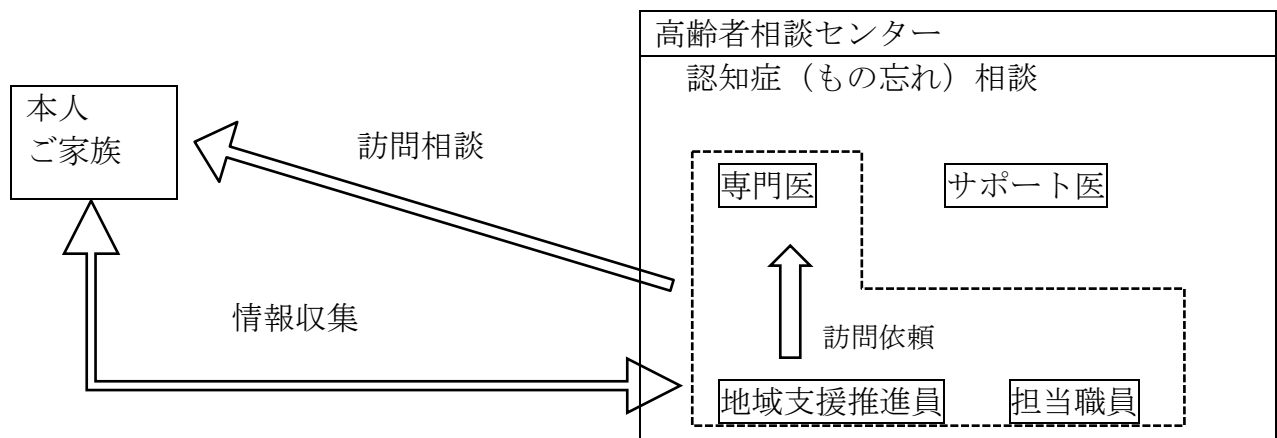 高齢者相談センター
認知症（もの忘れ）相談
本人
ご家族
訪問相談
専門医
サポート医
情報収集
訪問依頼
地域支援推進員
担当職員